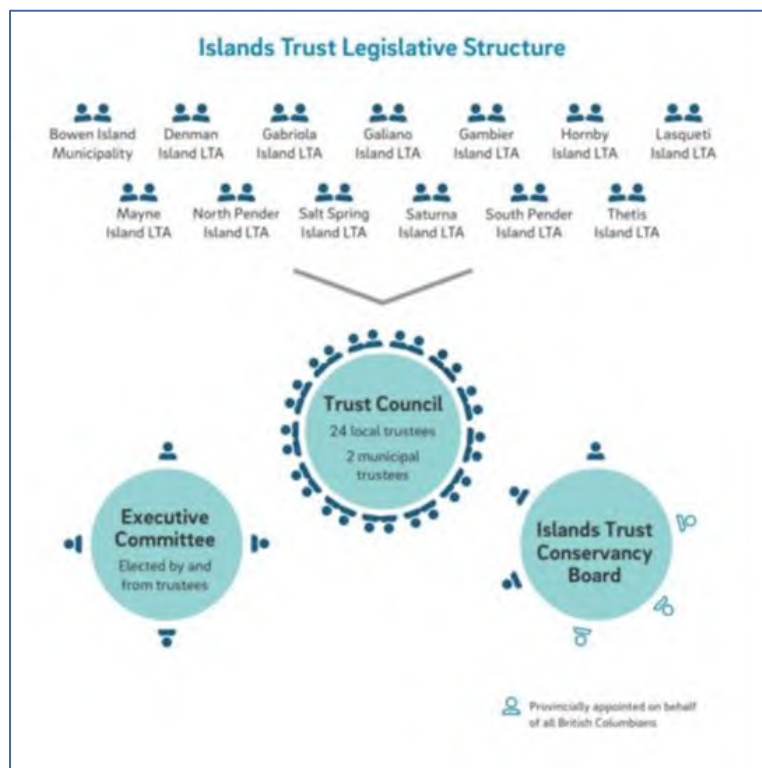 Islands Trust Legislative Structure
Bowen Island
Municipality
Denman
Island LTA
Gabriola
Island LTA
Galiano
Island LTA
Gambier
Island LTA
Hornby
Island LTA
Lasqueti
Island LTA
Mayne
Island LTA
North Pender
Island LTA
Salt Spring
Island LTA
Saturna
Island LTA
South Pender
Island LTA
Thetis
Island LTA
Trust Council
24 local trustees
2 municipal
trustees
Executive
Committee
Elected by and
from trustees
Islands Trust
Conservancy
Board
Provincially appointed on behalf
of all British Columbians